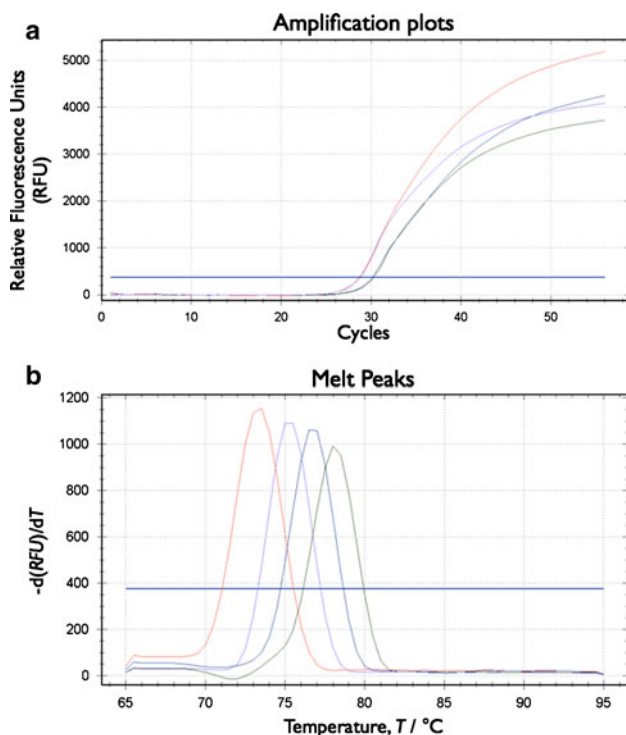 a
Amplification plots
Relative Fluorescence Units
(RFU)
5000
4000
3000
2000
1000
0
0 10 20 30 40 50
Cycles
b
Melt Peaks
-d(RFU)/dT
1200
1000
800
600
400
200
0
65 70 75 80 85 90 95
Temperature, T / °C